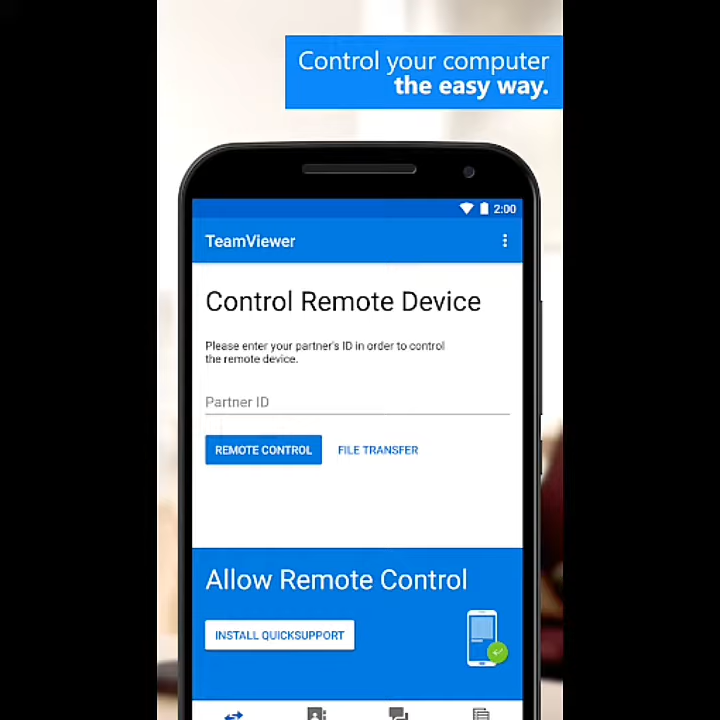 Control your computer
the easy way.
2:00
TeamViewer
Control Remote Device
Please enter your partner's ID in order to control
the remote device.
Partner ID
REMOTE CONTROL FILE TRANSFER
Allow Remote Control
INSTALL QUICKSUPPORT